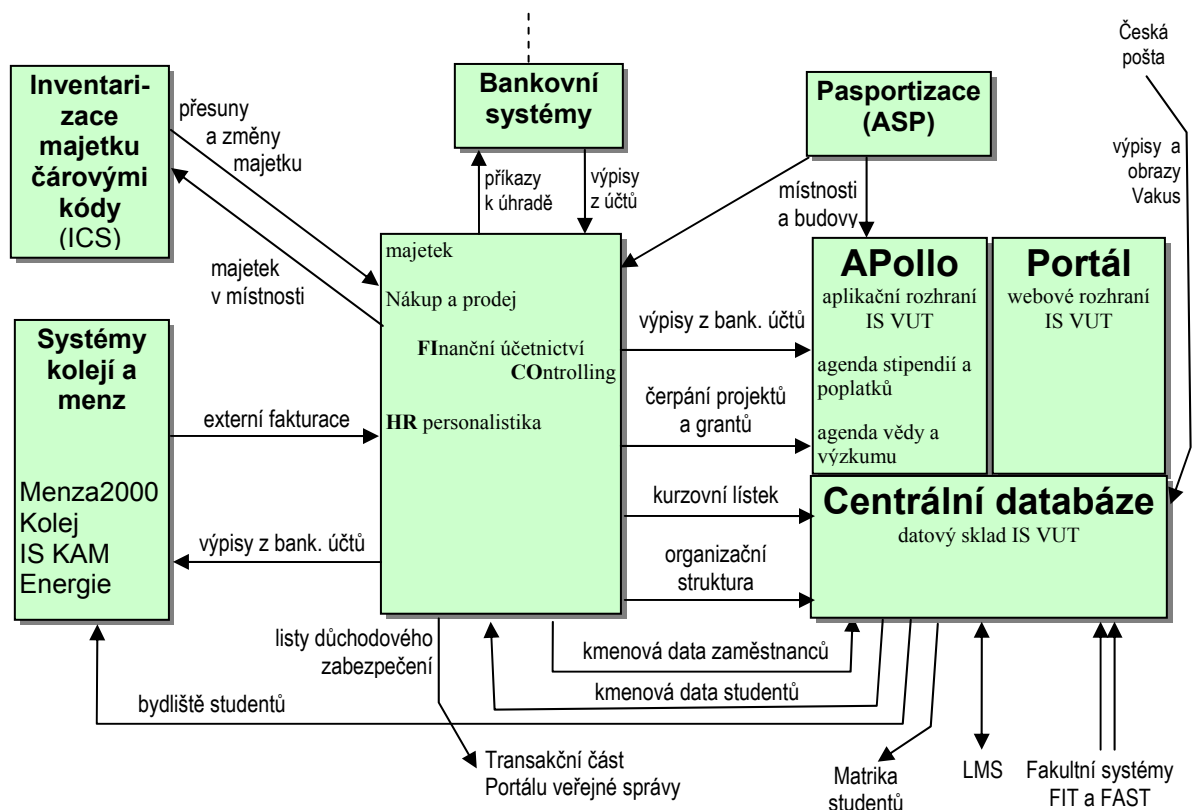 Česká
pošta
Inventari-
zace
majetku
čárovými
kódy
(ICS)
přesuny
a změny
majetku
Bankovní
systémy
Pasportizace
(ASP)
výpisy a
obrazy
Vakus
příkazy
k úhradě
výpisy
z účtů
místnosti
a budovy
majetek
v místnosti
majetek
Nákup a prodej
FInanční účetnictví
COntrolling
HR personalistika
APollo
aplikační rozhraní
IS VUT
agenda stipendií a
poplatků
agenda vědy a
výzkumu
Portál
webové rozhraní
IS VUT
výpisy z bank. účtů
čerpání projektů
a grantů
Systémy
kolejí a
menz
Menza2000
Kolej
IS KAM
Energie
externí fakturace
výpisy z bank. účtů
kurzovní lístek
organizační
struktura
Centrální databáze
datový sklad IS VUT
listy důchodového
zabezpečení
kmenová data zaměstnanců
kmenová data studentů
bydliště studentů
Transakční část
Portálu veřejné správy
Matrika
studentů
LMS
Fakultní systémy
FIT a FAST